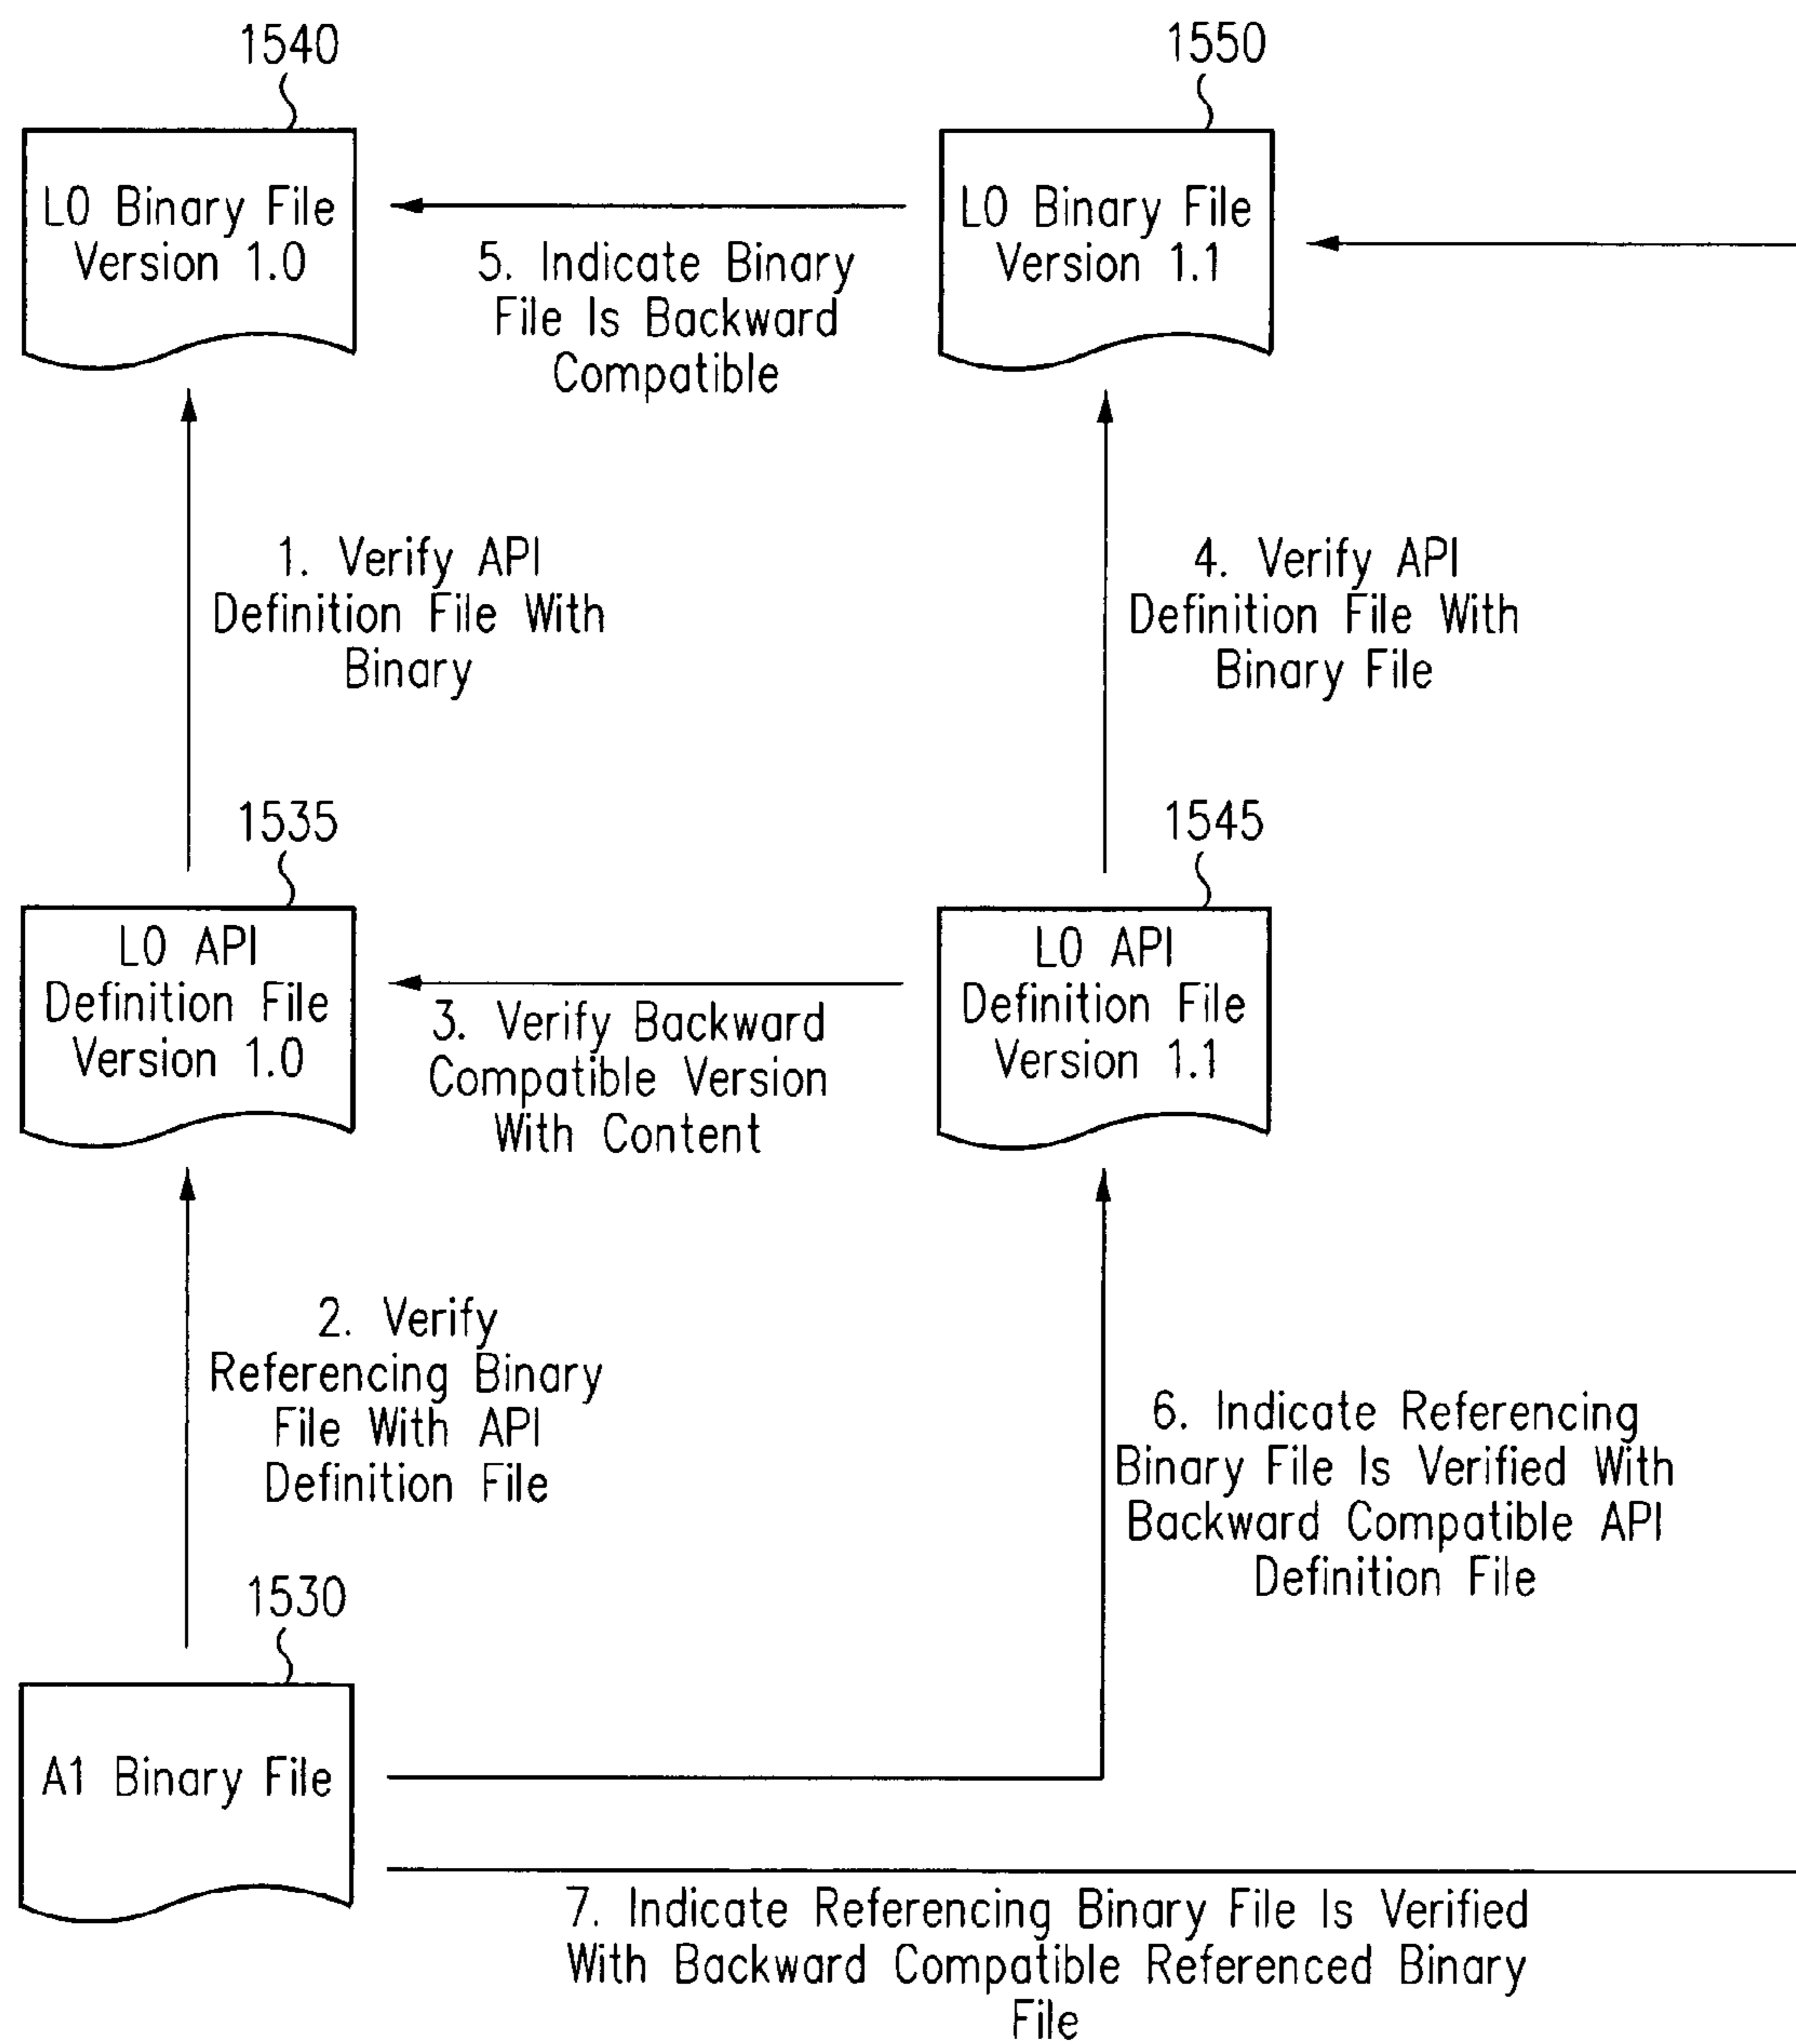 1540
1550
L0 Binary File
Version 1.0
L0 Binary File
Version 1.1
5. Indicate Binary
File Is Backward
Compatible
1. Verify API
Definition File With
Binary
4. Verify API
Definition File With
Binary File
1535
1545
L0 API
Definition File
Version 1.0
L0 API
Definition File
Version 1.1
3. Verify Backward
Compatible Version
With Content
2. Verify
Referencing Binary
File With API
Definition File
6. Indicate Referencing
Binary File Is Verified With
Backward Compatible API
Definition File
1530
A1 Binary File
7. Indicate Referencing Binary File Is Verified
With Backward Compatible Referenced Binary
File